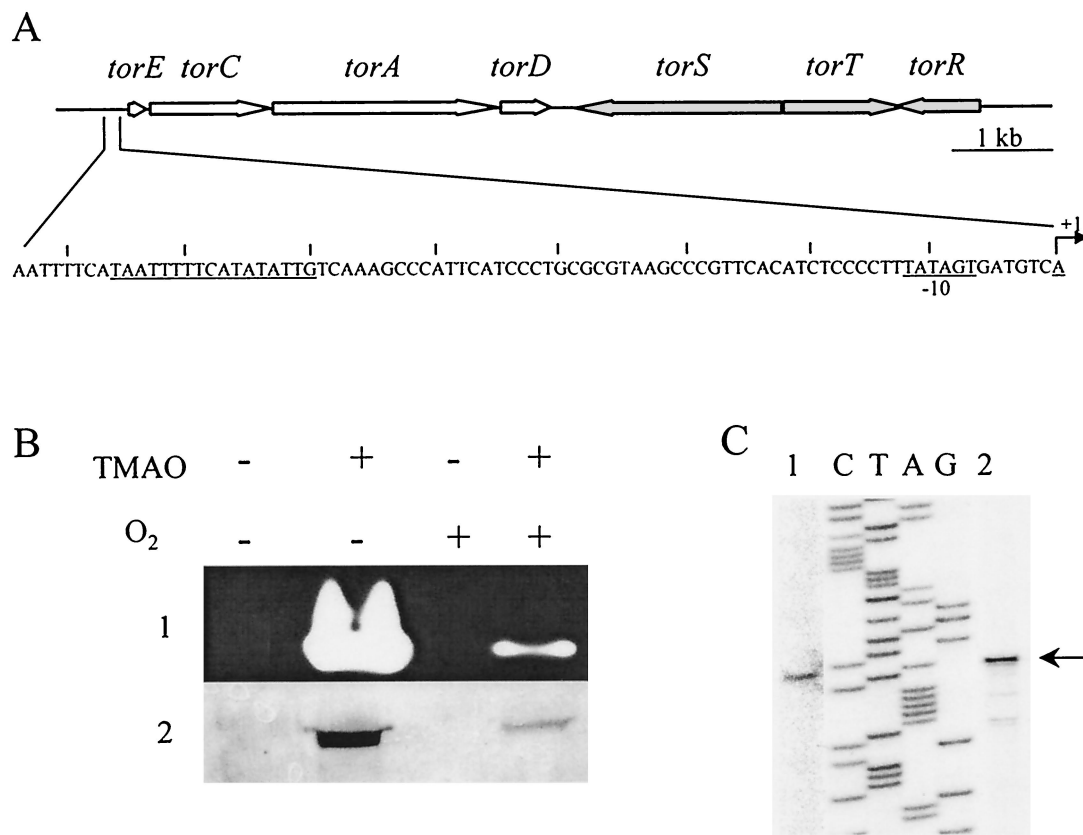 A
torE torC torA torD torS torT torR
1 kb
+1
AATTTTCATAATTTTTCATATATTGTCAAAGCCCATTCATCCCTGCGCGTAAGCCCGTTCACATCTCCCCTTTATAGTGATGTCA
-10
B
TMAO - + - +
O2 - - + +
1
2
C
1 C T A G 2